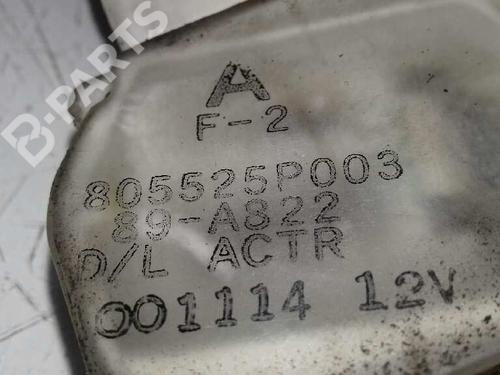 B-PARTS
A
F-2
805525P003
89-A822
D/L ACTR
001114 12V